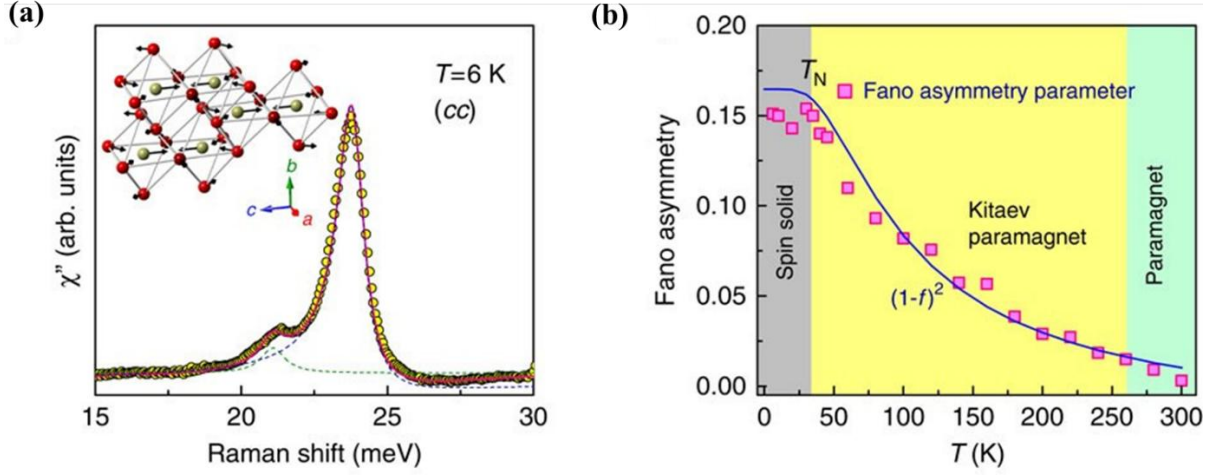 (a)
T=6 K
(cc)
b
c
a
χ” (arb. units)
15
20
25
30
Raman shift (meV)
(b)
0.20
0.15
0.10
0.05
0.00
Fano asymmetry
T_N
Fano asymmetry parameter
Spin solid
Kitaev
paramagnet
Paramagnet
(1-f)²
0
50
100
150
200
250
300
T (K)